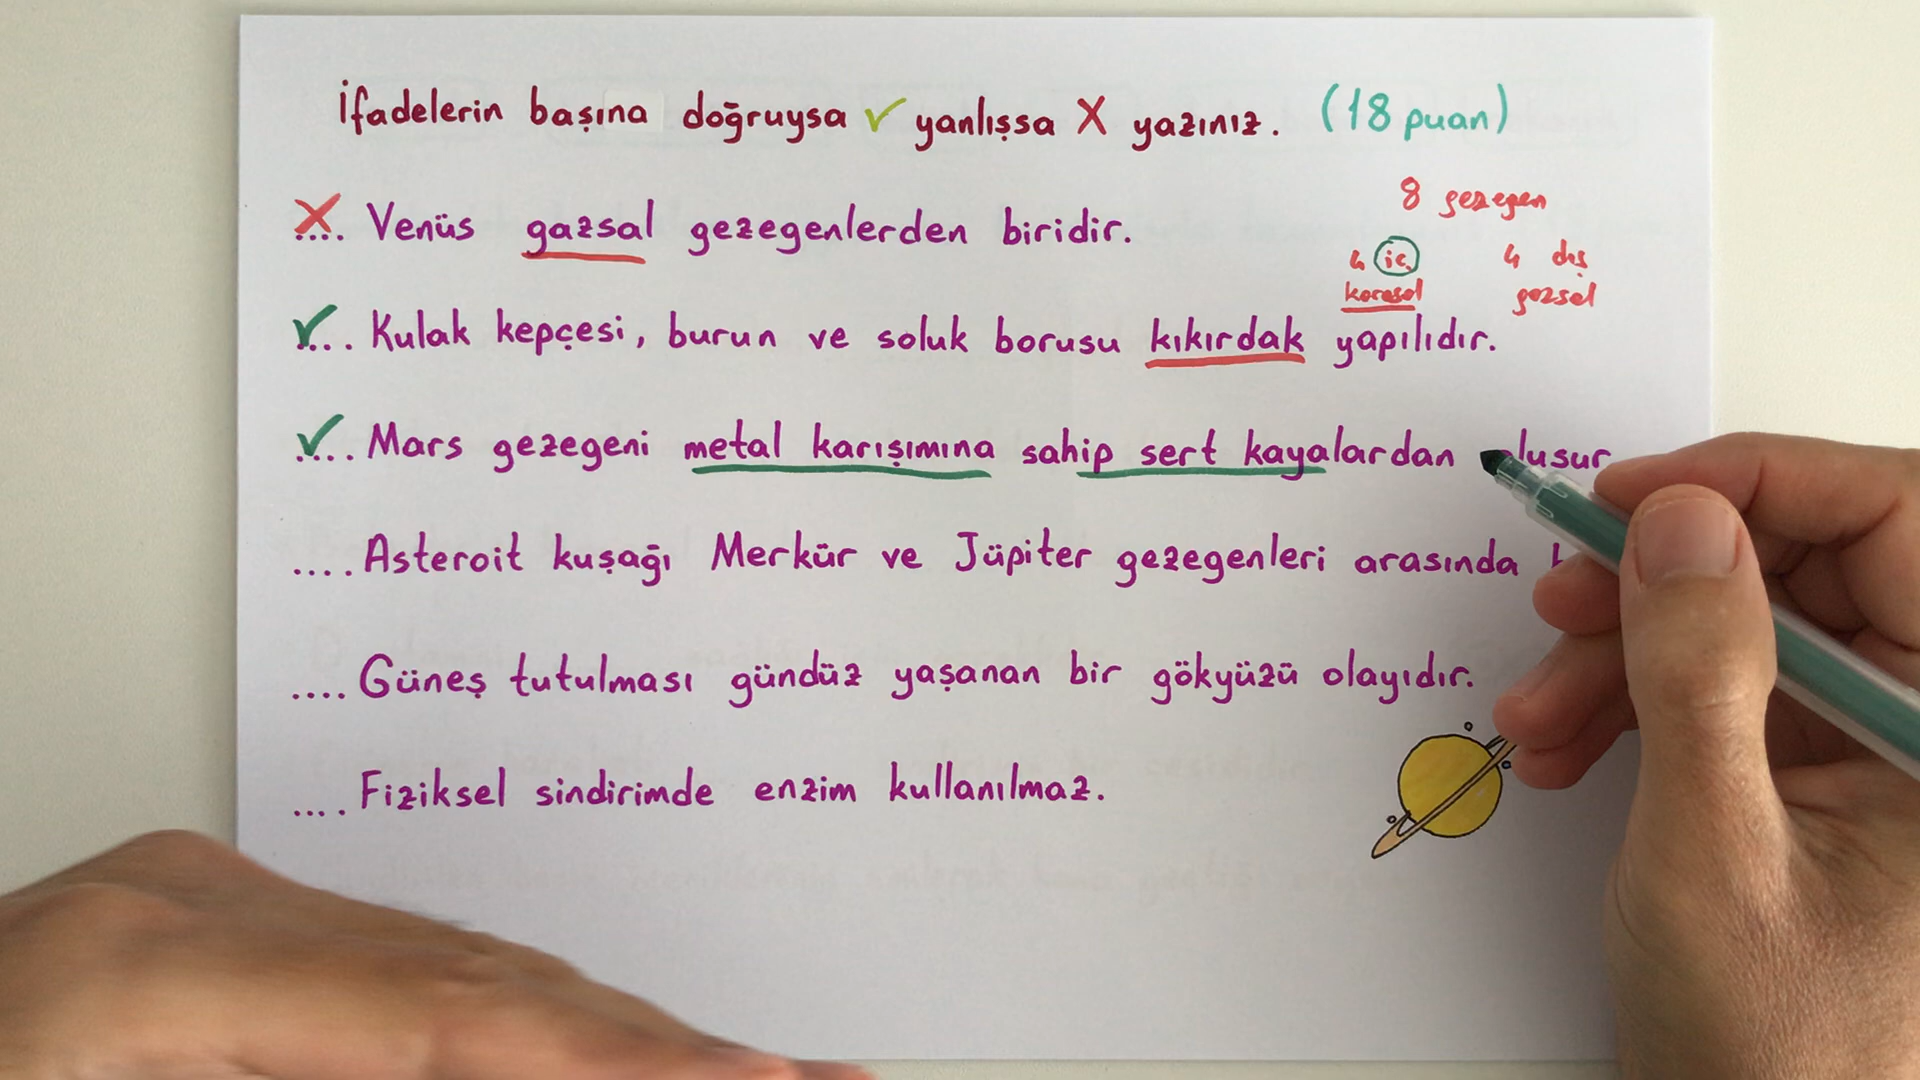 İfadelerin başına doğruysa ✓ yanlışsa X yazınız. (18 puan)
8 gezegen
4 iç 4 dış
karasal gazsal
X .... Venüs gazsal gezegenlerden biridir.
✓ .... Kulak kepçesi, burun ve soluk borusu kıkırdak yapılıdır.
✓ .... Mars gezegeni metal karışımına sahip sert kayalardan
.... Asteroit kuşağı Merkür ve Jüpiter gezegenleri arasında
.... Güneş tutulması gündüz yaşanan bir gökyüzü olayıdır.
.... Fiziksel sindirimde enzim kullanılmaz.